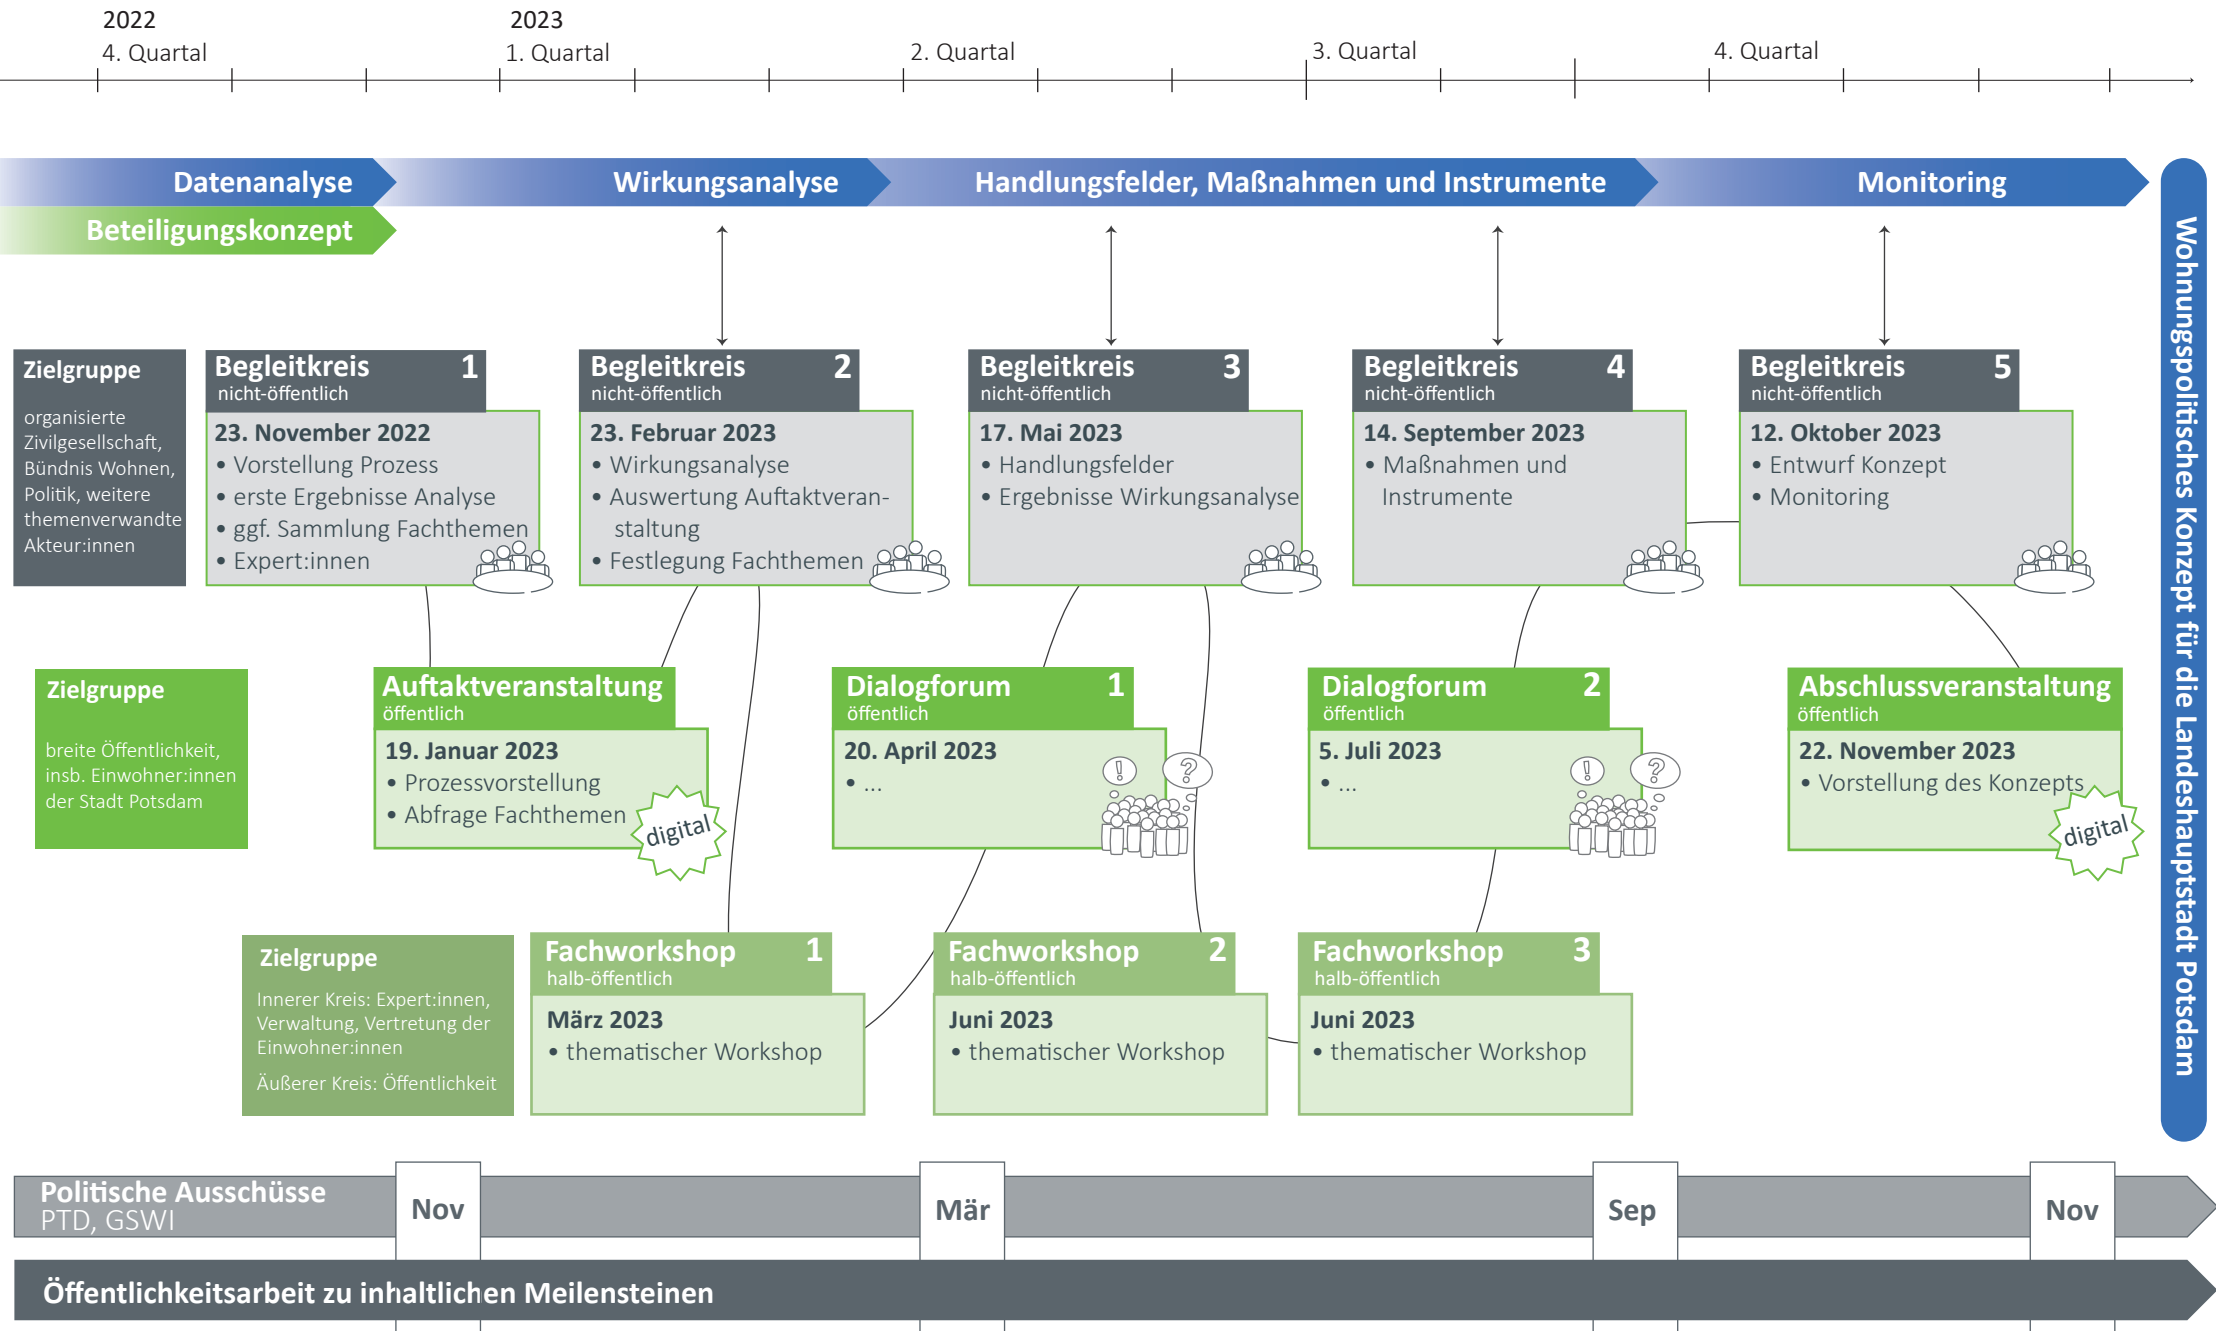 2022
4. Quartal
2023
1. Quartal
2. Quartal
3. Quartal
4. Quartal
Datenanalyse
Wirkungsanalyse
Handlungsfelder, Maßnahmen und Instrumente
Monitoring
Beteiligungskonzept
Zielgruppe
organisierte
Zivilgesellschaft,
Bündnis Wohnen,
Politik, weitere
themenverwandte
Akteur:innen
Begleitkreis 1
nicht-öffentlich
23. November 2022
• Vorstellung Prozess
• erste Ergebnisse Analyse
• ggf. Sammlung Fachthemen
• Expert:innen
Begleitkreis 2
nicht-öffentlich
23. Februar 2023
• Wirkungsanalyse
• Auswertung Auftaktveran-
staltung
• Festlegung Fachthemen
Begleitkreis 3
nicht-öffentlich
17. Mai 2023
• Handlungsfelder
• Ergebnisse Wirkungsanalyse
Begleitkreis 4
nicht-öffentlich
14. September 2023
• Maßnahmen und
Instrumente
Begleitkreis 5
nicht-öffentlich
12. Oktober 2023
• Entwurf Konzept
• Monitoring
Zielgruppe
breite Öffentlichkeit,
insb. Einwohner:innen
der Stadt Potsdam
Auftaktveranstaltung
öffentlich
19. Januar 2023
• Prozessvorstellung
• Abfrage Fachthemen
digital
Dialogforum 1
öffentlich
20. April 2023
• ...
! ?
Dialogforum 2
öffentlich
5. Juli 2023
• ...
! ?
Abschlussveranstaltung
öffentlich
22. November 2023
• Vorstellung des Konzepts
digital
Zielgruppe
Innerer Kreis: Expert:innen,
Verwaltung, Vertretung der
Einwohner:innen
Äußerer Kreis: Öffentlichkeit
Fachworkshop 1
halb-öffentlich
März 2023
• thematischer Workshop
Fachworkshop 2
halb-öffentlich
Juni 2023
• thematischer Workshop
Fachworkshop 3
halb-öffentlich
Juni 2023
• thematischer Workshop
Wohnungspolitisches Konzept für die Landeshauptstadt Potsdam
Politische Ausschüsse
PTD, GSWI
Nov
Mär
Sep
Nov
Öffentlichkeitsarbeit zu inhaltlichen Meilensteinen